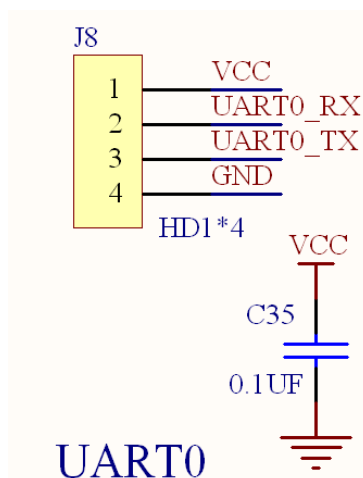 J8
1 VCC
2 UART0_RX
3 UART0_TX
4 GND
HD1*4
VCC
C35
0.1UF
UART0